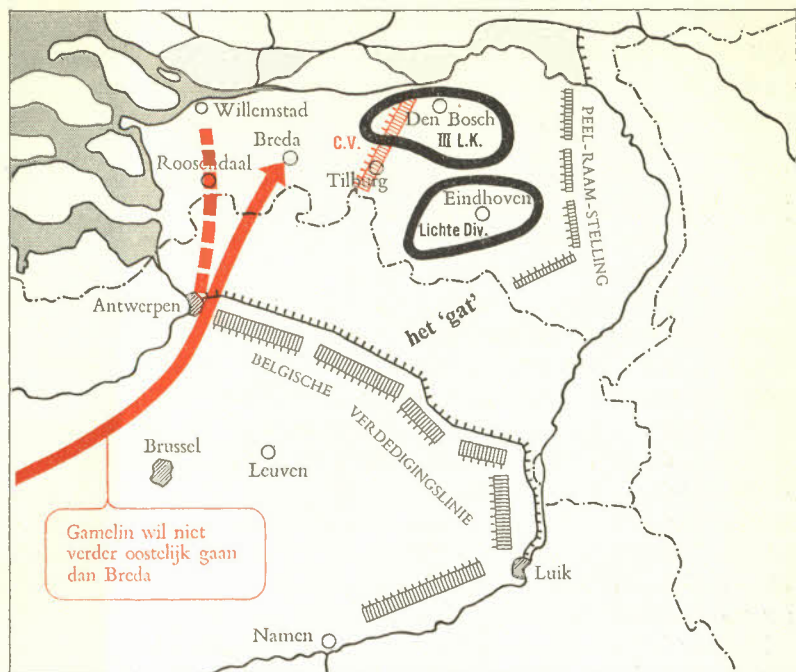 Willemstad
Breda
C.V.
Den Bosch
III L.K.
Roosendaal
Tilburg
Eindhoven
Lichte Div.
PEEL-RAAM-STELLING
Antwerpen
het 'gat'
BELGISCHE
VERDEDIGINGSLINIE
Brussel
Leuven
Gamelin wil niet
verder oostelijk gaan
dan Breda
Luik
Namen